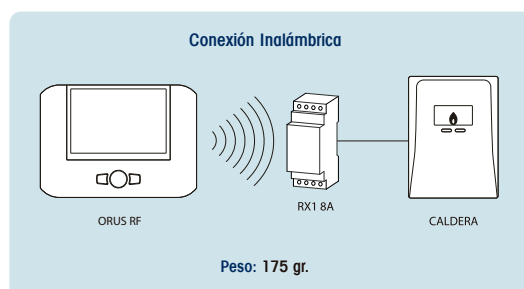 Conexión Inalámbrica
ORUS RF
RX1 8A
CALDERA
Peso: 175 gr.